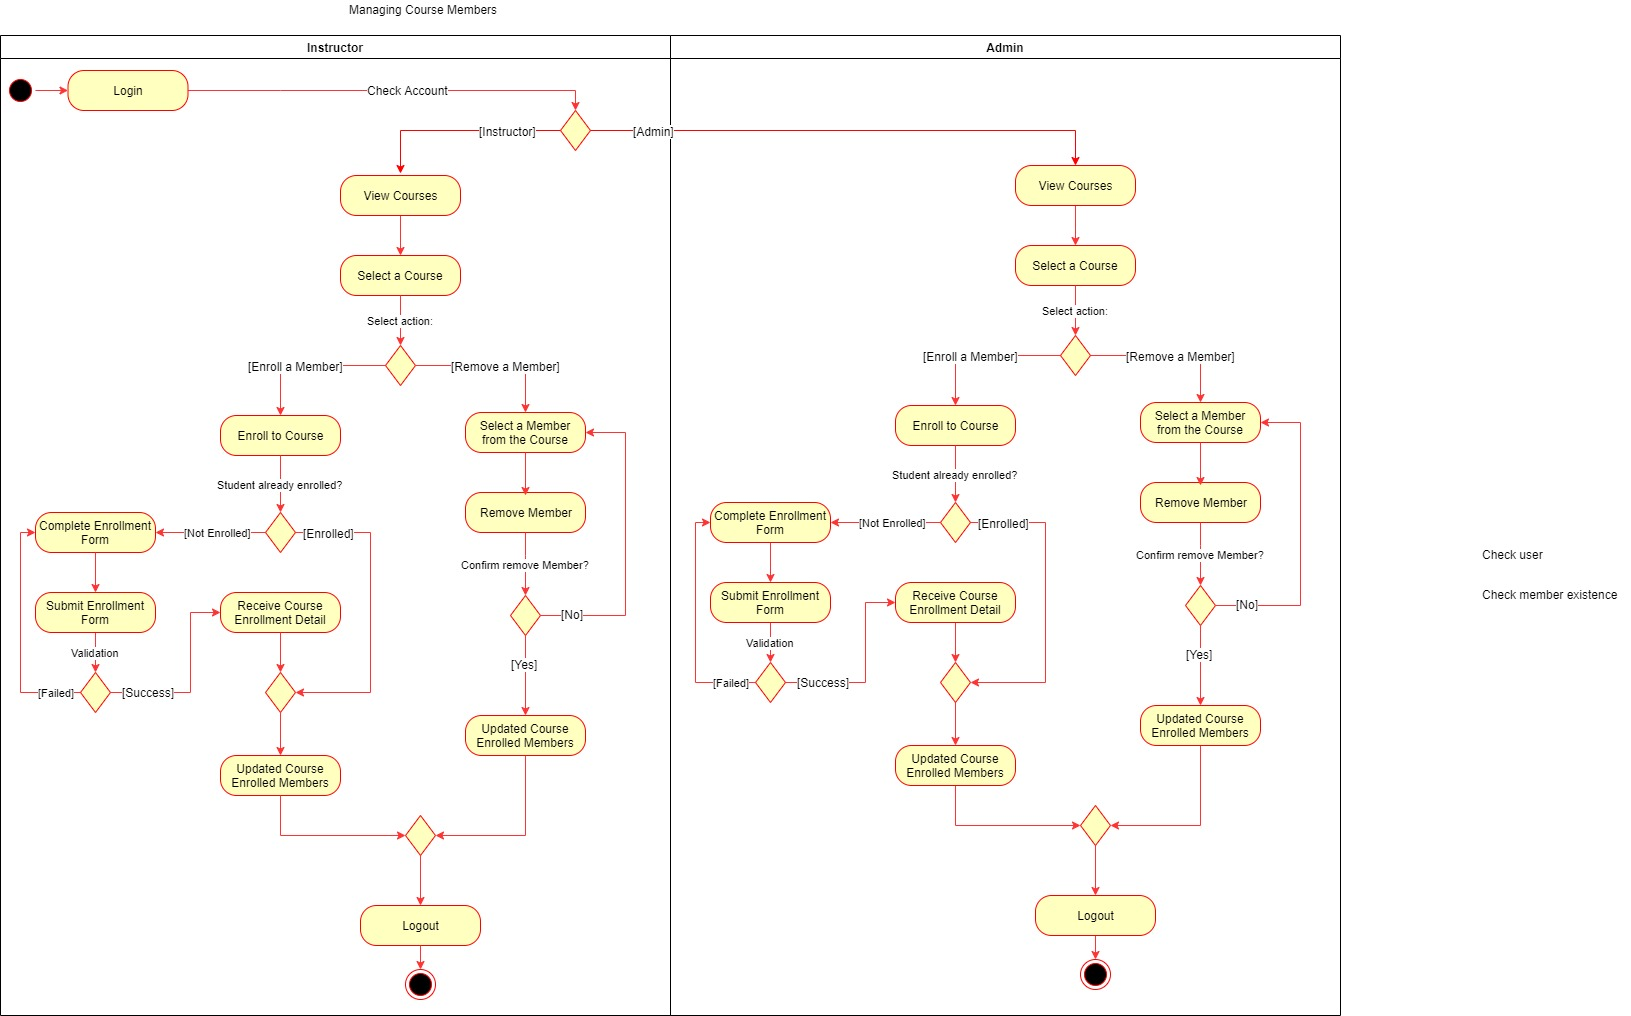 Managing Course Members
Instructor
Admin
Login
Check Account
[Instructor]
[Admin]
View Courses
Select a Course
Select action:
[Enroll a Member]
[Remove a Member]
Enroll to Course
Select a Member
from the Course
Student already enrolled?
Remove Member
Complete Enrollment
Form
[Not Enrolled]
[Enrolled]
Confirm remove Member?
Submit Enrollment
Form
Receive Course
Enrollment Detail
[No]
Validation
[Yes]
[Failed]
[Success]
Updated Course
Enrolled Members
Updated Course
Enrolled Members
Logout
View Courses
Select a Course
Select action:
[Enroll a Member]
[Remove a Member]
Enroll to Course
Select a Member
from the Course
Student already enrolled?
Remove Member
Complete Enrollment
Form
[Not Enrolled]
[Enrolled]
Confirm remove Member?
Submit Enrollment
Form
Receive Course
Enrollment Detail
[No]
Validation
[Yes]
[Failed]
[Success]
Updated Course
Enrolled Members
Updated Course
Enrolled Members
Logout
Check user
Check member existence